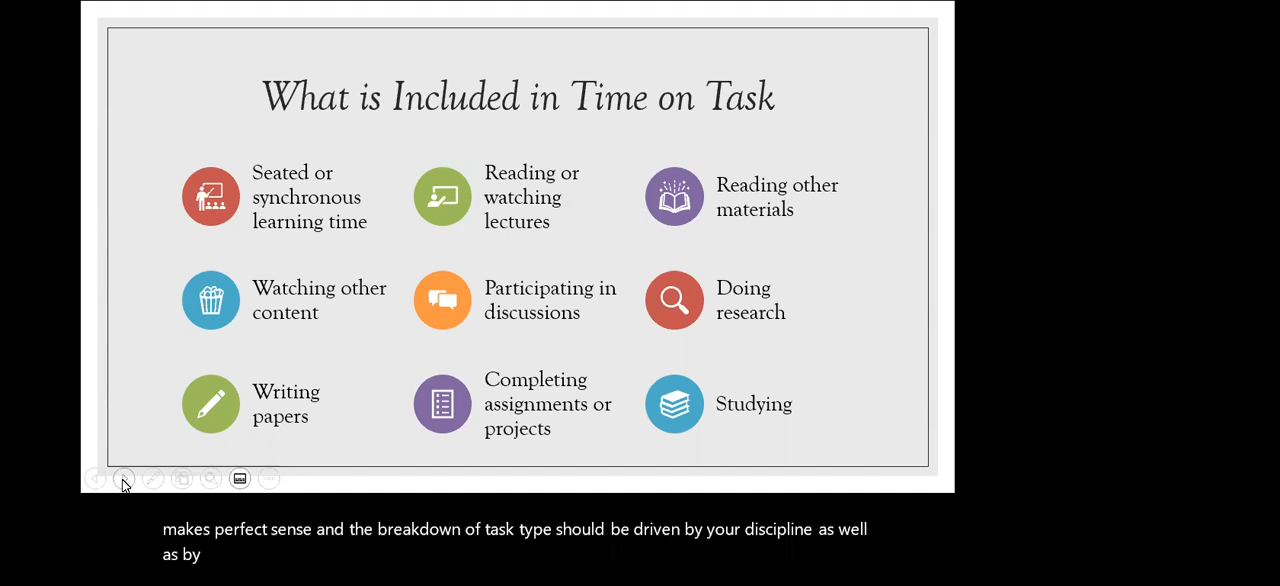 What is Included in Time on Task
Seated or
synchronous
learning time
Reading or
watching
lectures
Reading other
materials
Watching other
content
Participating in
discussions
Doing
research
Writing
papers
Completing
assignments or
projects
Studying
makes perfect sense and the breakdown of task type should be driven by your discipline as well
as by